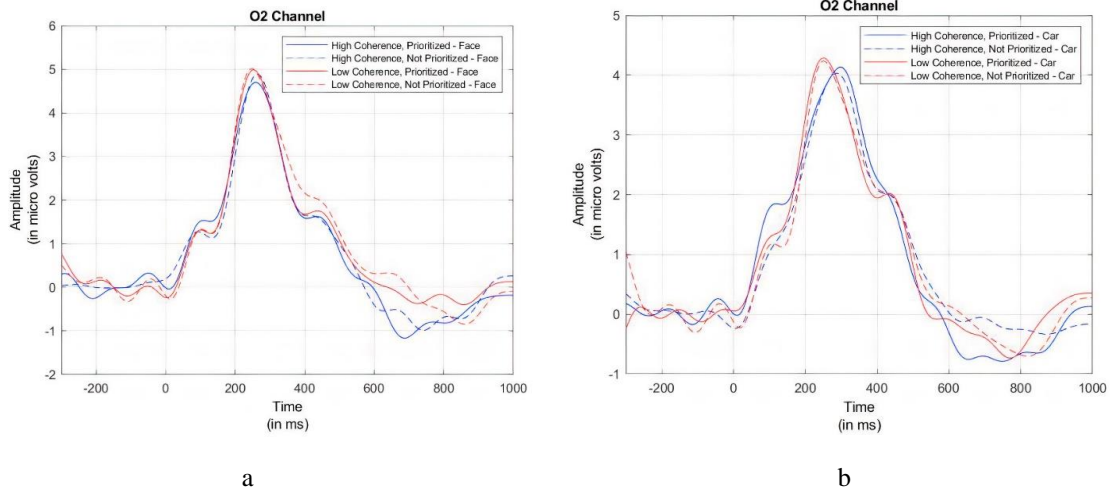 O2 Channel
High Coherence, Prioritized - Face
High Coherence, Not Prioritized - Face
Low Coherence, Prioritized - Face
Low Coherence, Not Prioritized - Face
6
5
4
3
2
1
0
-1
-2
Amplitude
(in micro volts)
-200
0
200
400
600
800
1000
Time
(in ms)
a
O2 Channel
High Coherence, Prioritized - Car
High Coherence, Not Prioritized - Car
Low Coherence, Prioritized - Car
Low Coherence, Not Prioritized - Car
5
4
3
2
1
0
-1
Amplitude
(in micro volts)
-200
0
200
400
600
800
1000
Time
(in ms)
b